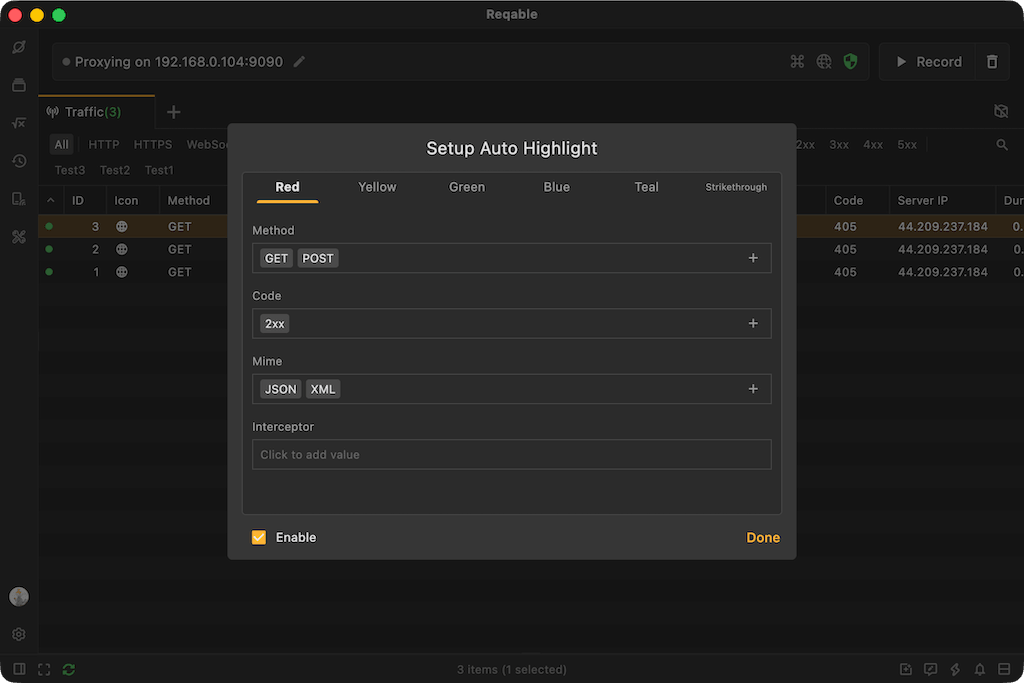 Reqable
Proxying on 192.168.0.104:9090
Record
Traffic(3)
All HTTP HTTPS 2xx 3xx 4xx 5xx
Test3 Test2 Test1
ID Icon Method Code Server IP
3 GET 405 44.209.237.184 0.
2 GET 405 44.209.237.184 0.
1 GET 405 44.209.237.184 0.
Setup Auto Highlight
Red Yellow Green Blue Teal Strikethrough
Method
GET POST +
Code
2xx +
Mime
JSON XML +
Interceptor
Click to add value
Enable
Done
3 items (1 selected)